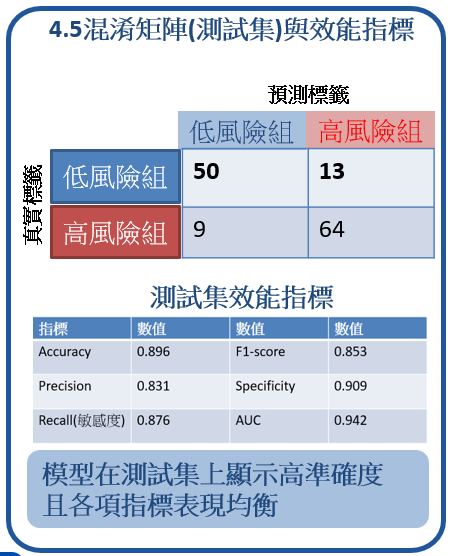 4.5混淆矩陣(測試集)與效能指標
預測標籤
低風險組 高風險組
真實標籤
低風險組 50 13
高風險組 9 64
測試集效能指標
指標 數值 數值 數值
Accuracy 0.896 F1-score 0.853
Precision 0.831 Specificity 0.909
Recall(敏感度) 0.876 AUC 0.942
模型在測試集上顯示高準確度
且各項指標表現均衡